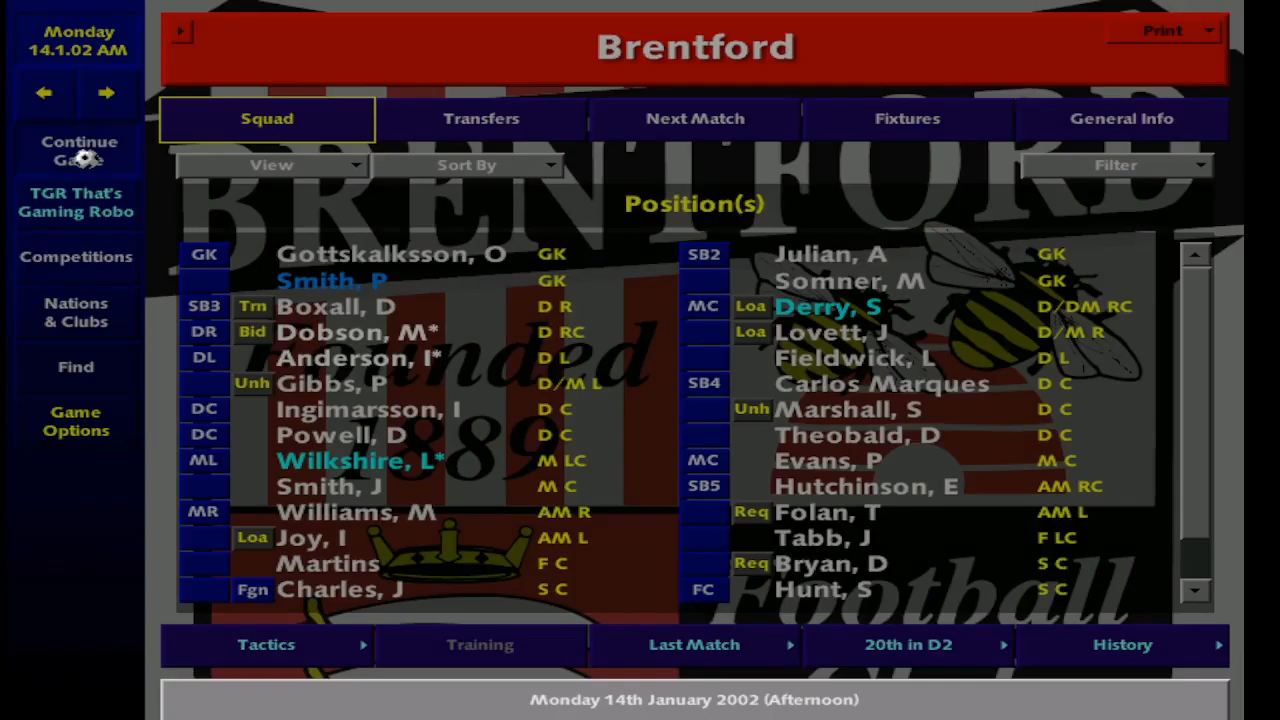 Monday
14.1.02 AM
Continue
Game
TGR That's
Gaming Robo
Competitions
Nations
& Clubs
Find
Game
Options
Brentford
Print
Squad Transfers Next Match Fixtures General Info
View Sort By Filter
BRENTFORD
Position(s)
GK Gottskalksson, O GK SB2 Julian, A GK
Smith, P GK Somner, M GK
SB3 Trn Boxall, D D R MC Loa Derry, S D/DM RC
DR Bid Dobson, M* D RC Loa Lovett, J D/M R
DL Anderson, I* D L Fieldwick, L D L
Unh Gibbs, P D/M L SB4 Carlos Marques D C
DC Ingimarsson, I D C Unh Marshall, S D C
DC Powell, D D C Theobald, D D C
ML Wilkshire, L* M LC MC Evans, P M C
Smith, J M C SB5 Hutchinson, E AM RC
MR Williams, M AM R Req Folan, T AM L
Loa Joy, I AM L Tabb, J F LC
Martins F C Req Bryan, D S C
Fgn Charles, J S C FC Hunt, S S C
Founded
1889
Football
Tactics Training Last Match 20th in D2 History
Monday 14th January 2002 (Afternoon)